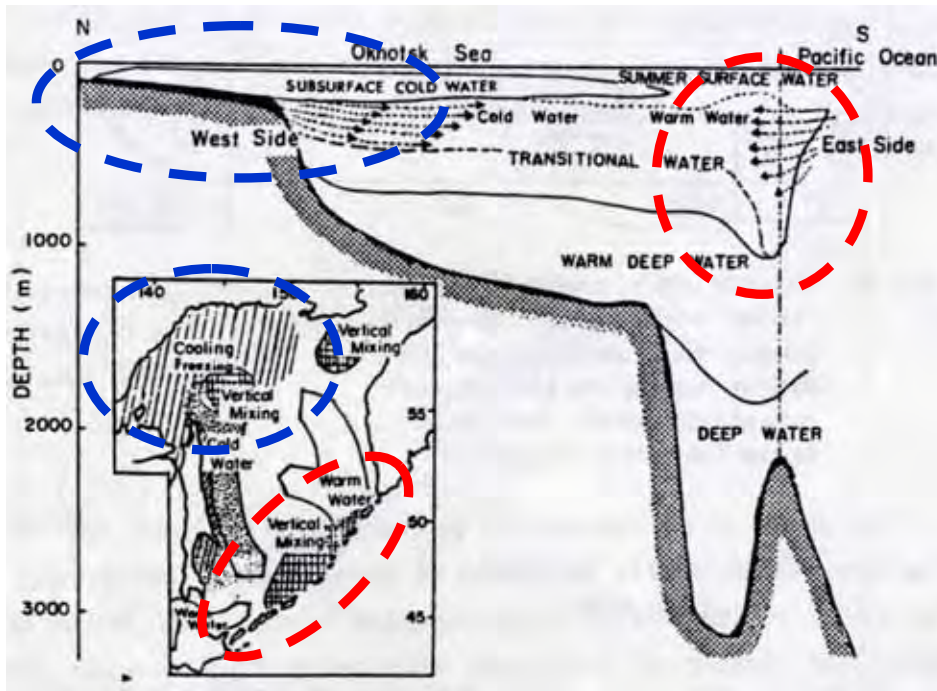 N
S
Okhotsk Sea
Pacific Ocean
0
SUBSURFACE COLD WATER
SUMMER SURFACE WATER
Cold Water
Warm Water
West Side
East Side
TRANSITIONAL WATER
1000
WARM DEEP WATER
DEPTH (m)
2000
DEEP WATER
3000
140
160
Cooling
Freezing
Vertical
Mixing
Vertical
Mixing
55
Cold
Water
Warm
Water
Vertical
Mixing
50
45